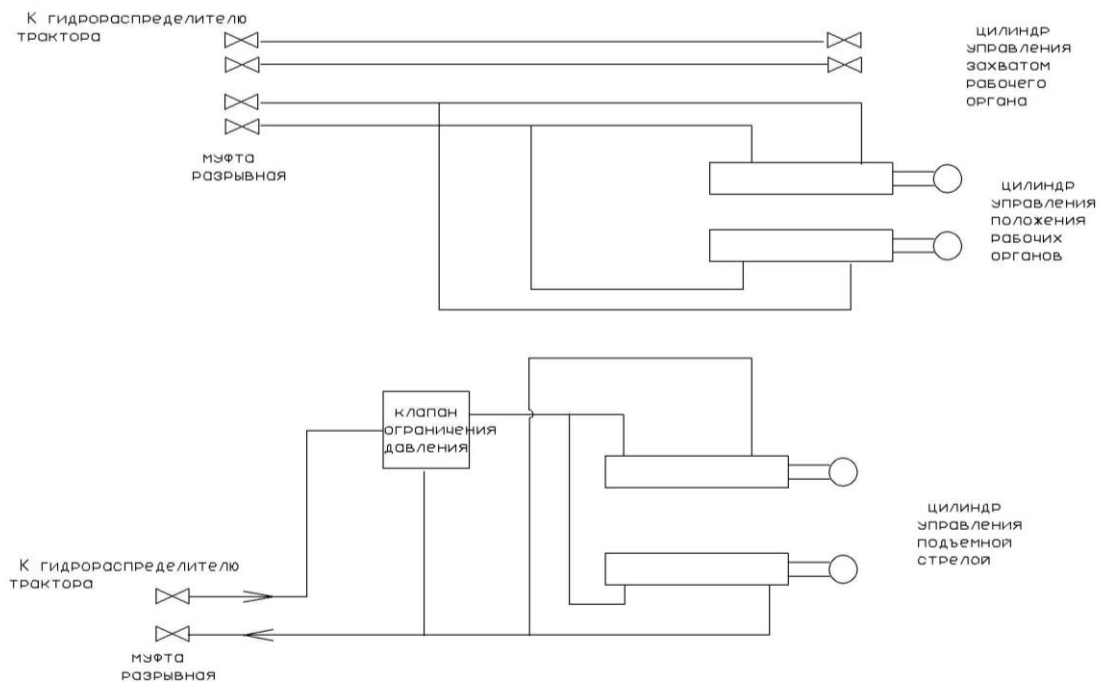 К гидрораспределителю
трактора
муфта
разрывная
цилиндр
управления
захватом
рабочего
органа
цилиндр
управления
положения
рабочих
органов
клапан
ограничения
давления
К гидрораспределителю
трактора
муфта
разрывная
цилиндр
управления
подъемной
стрелой